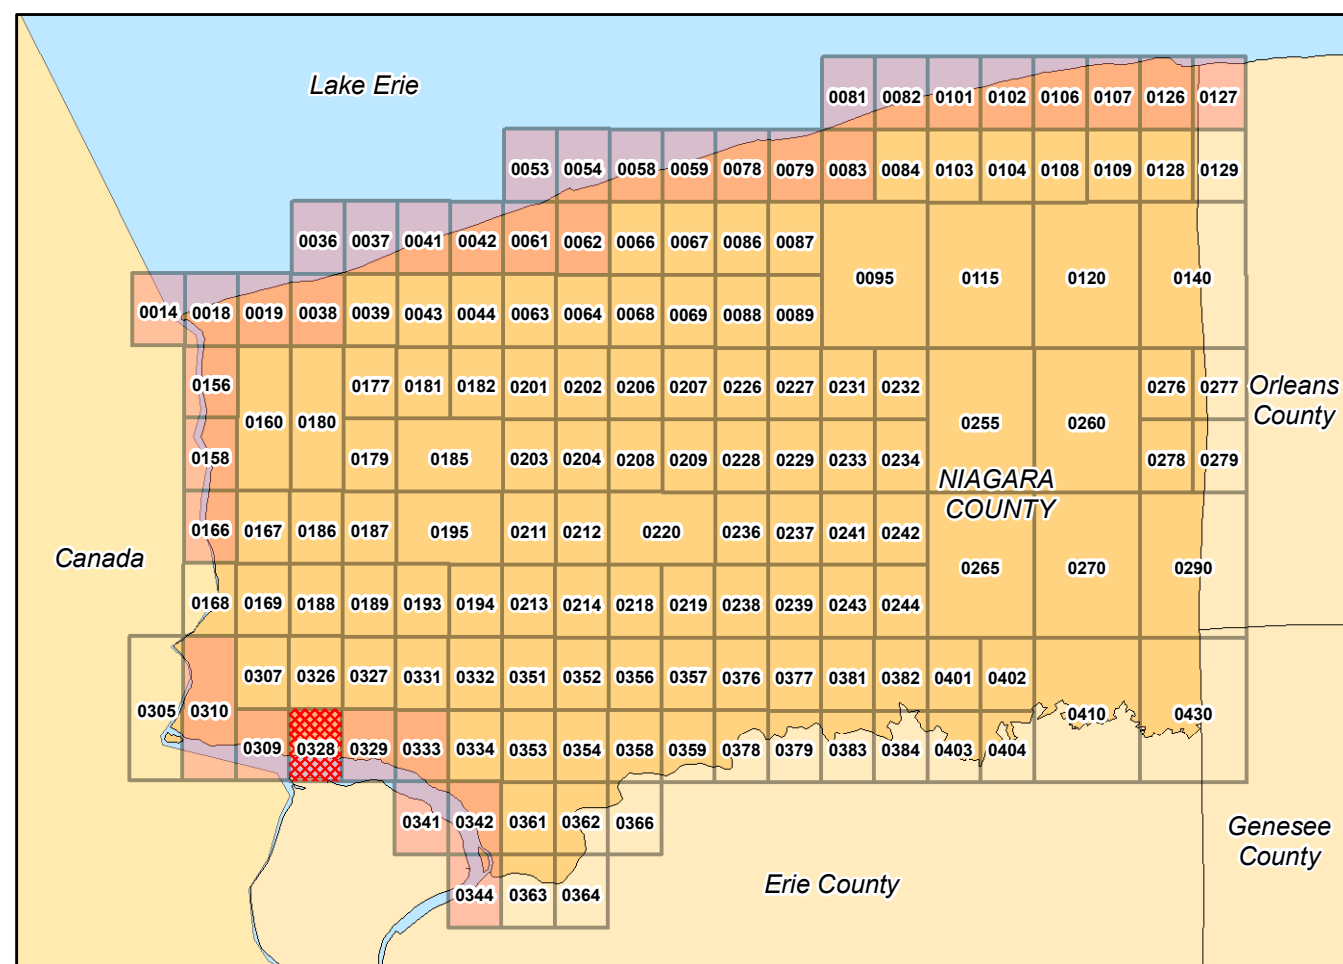 Lake Erie
0081 0082 0101 0102 0106 0107 0126 0127
0053 0054 0058 0059 0078 0079 0083 0084 0103 0104 0108 0109 0128 0129
0036 0037 0041 0042 0061 0062 0066 0067 0086 0087
0095 0115 0120 0140
0014 0018 0019 0038 0039 0043 0044 0063 0064 0068 0069 0088 0089
0156 0177 0181 0182 0201 0202 0206 0207 0226 0227 0231 0232 0276 0277
Orleans
County
0160 0180 0255 0260
0158 0179 0185 0203 0204 0208 0209 0228 0229 0233 0234 0278 0279
NIAGARA
COUNTY
0166 0167 0186 0187 0195 0211 0212 0220 0236 0237 0241 0242
Canada
0265 0270 0290
0168 0169 0188 0189 0193 0194 0213 0214 0218 0219 0238 0239 0243 0244
0307 0326 0327 0331 0332 0351 0352 0356 0357 0376 0377 0381 0382 0401 0402
0305 0310 0410 0430
0309 0328 0329 0333 0334 0353 0354 0358 0359 0378 0379 0383 0384 0403 0404
0341 0342 0361 0362 0366
Genesee
County
Erie County
0344 0363 0364